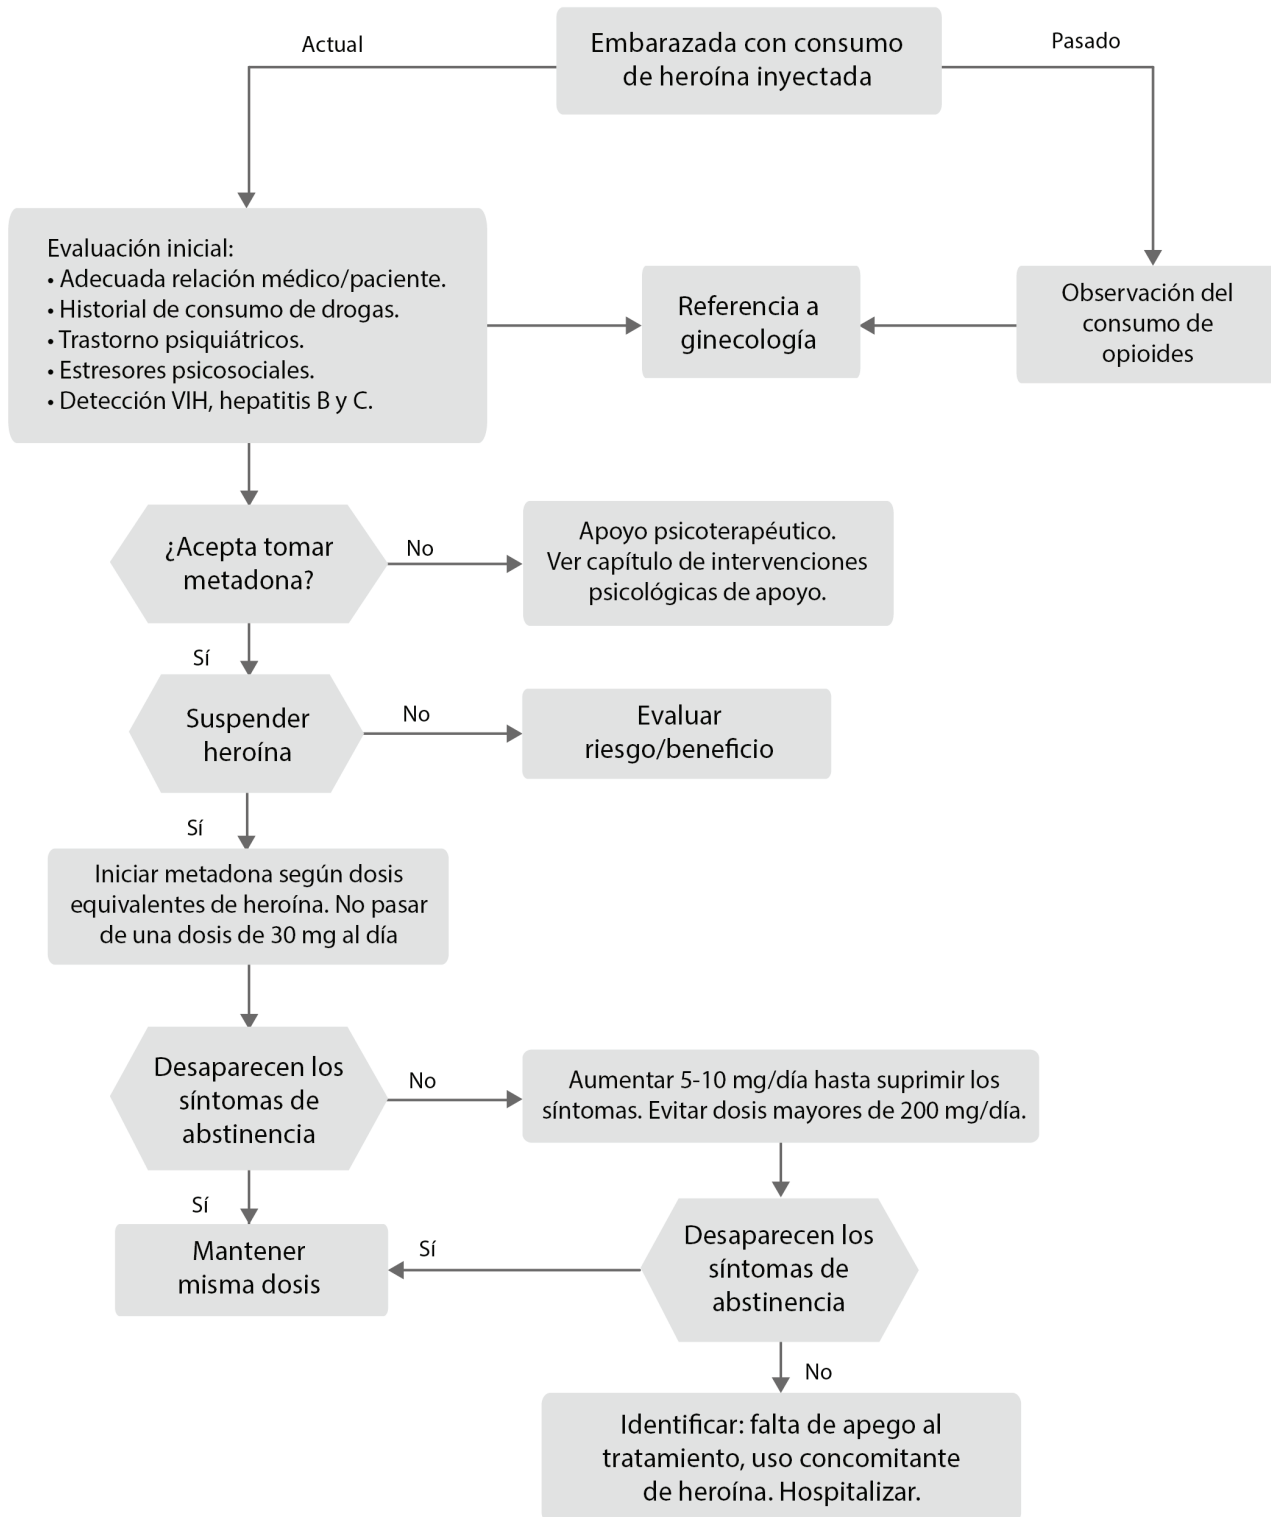 Embarazada con consumo
de heroína inyectada
Actual
Pasado
Evaluación inicial:
• Adecuada relación médico/paciente.
• Historial de consumo de drogas.
• Trastorno psiquiátricos.
• Estresores psicosociales.
• Detección VIH, hepatitis B y C.
Referencia a
ginecología
Observación del
consumo de
opioides
¿Acepta tomar
metadona?
No
Apoyo psicoterapéutico.
Ver capítulo de intervenciones
psicológicas de apoyo.
Sí
Suspender
heroína
No
Evaluar
riesgo/beneficio
Sí
Iniciar metadona según dosis
equivalentes de heroína. No pasar
de una dosis de 30 mg al día
Desaparecen los
síntomas de
abstinencia
No
Aumentar 5-10 mg/día hasta suprimir los
síntomas. Evitar dosis mayores de 200 mg/día.
Sí
Mantener
misma dosis
Sí
Desaparecen los
síntomas de
abstinencia
No
Identificar: falta de apego al
tratamiento, uso concomitante
de heroína. Hospitalizar.